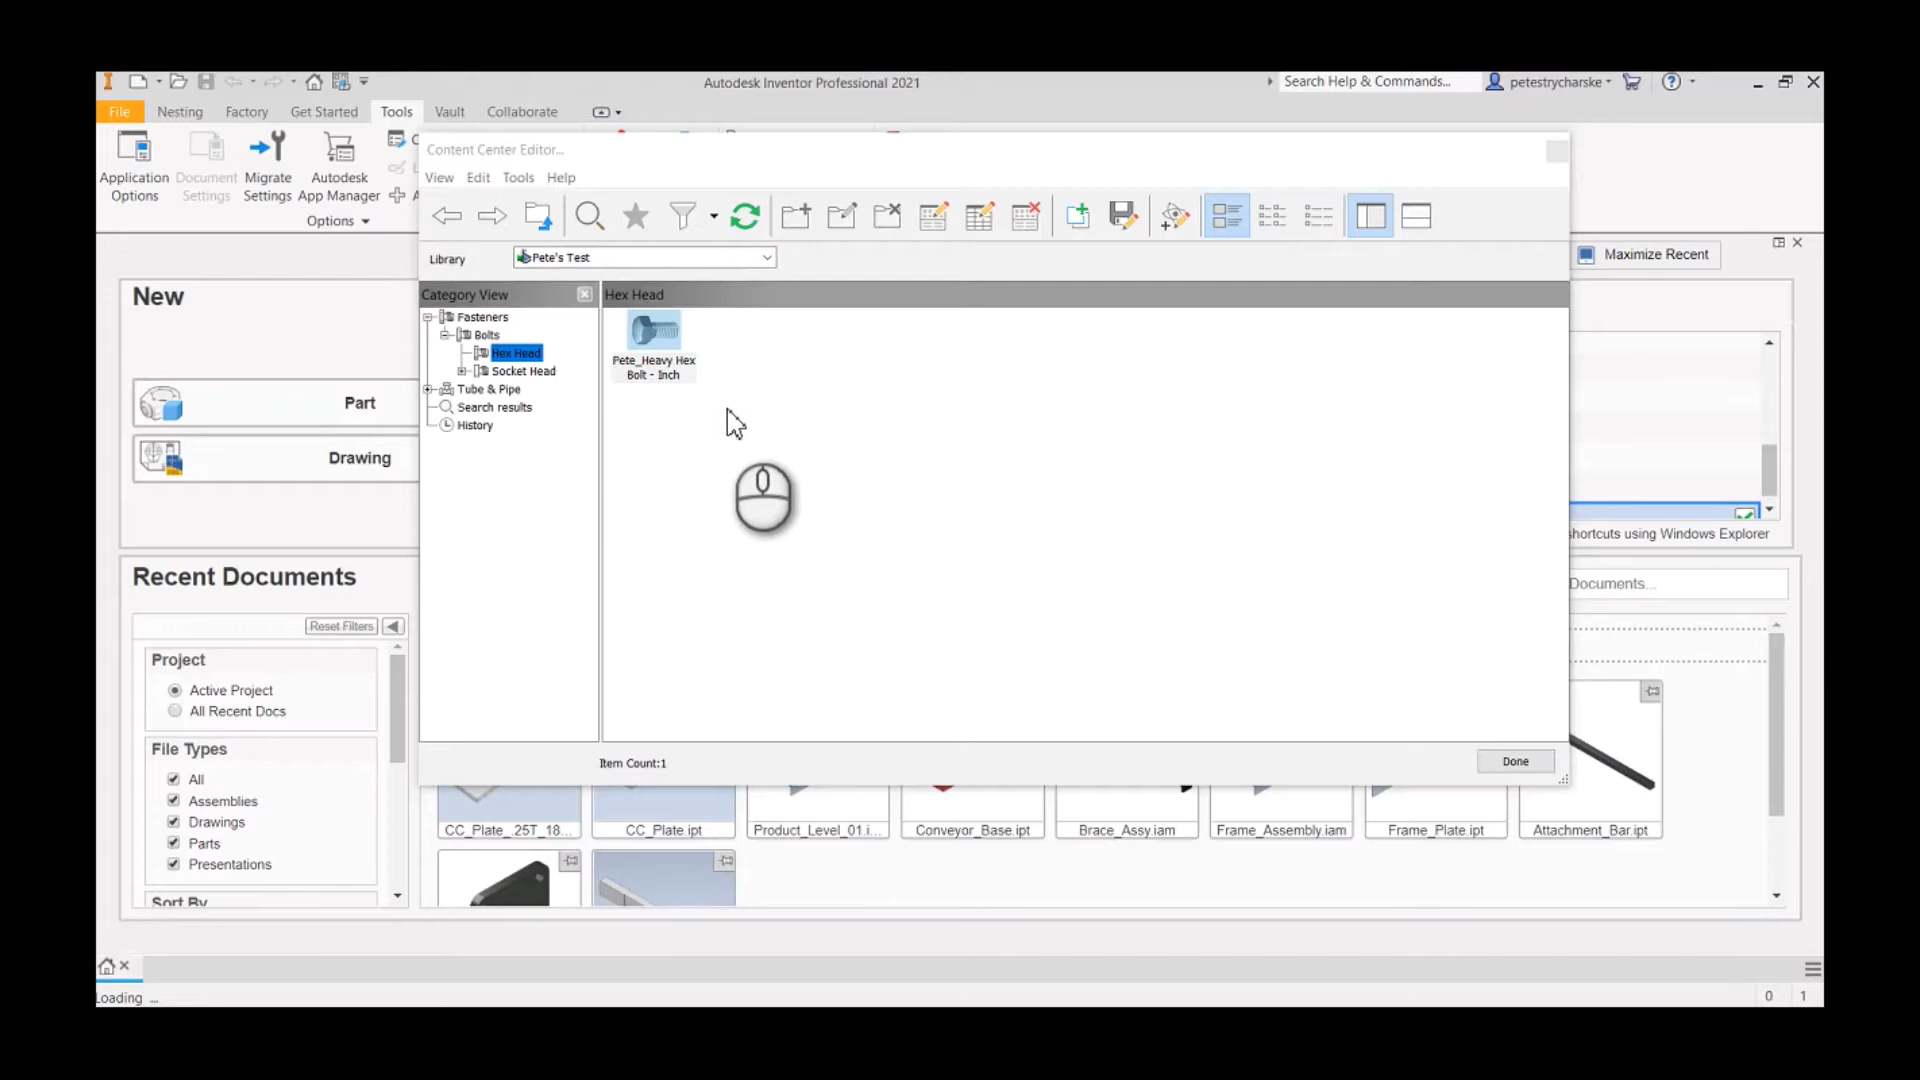 Autodesk Inventor Professional 2021
Search Help & Commands...
petestrycharske
File
Nesting
Factory
Get Started
Tools
Vault
Collaborate
Application Options
Document Settings
Migrate Settings
Autodesk App Manager
Options
Content Center Editor...
View
Edit
Tools
Help
Library
Pete's Test
Maximize Recent
Category View
Hex Head
Fasteners
Bolts
Hex Head
Socket Head
Tube & Pipe
Search results
History
Pete_Heavy Hex
Bolt - Inch
New
Part
Drawing
shortcuts using Windows Explorer
Recent Documents
Documents...
Reset Filters
Project
Active Project
All Recent Docs
File Types
All
Assemblies
Drawings
Parts
Presentations
Sort By
Item Count:1
Done
CC_Plate_.25T_18...
CC_Plate.ipt
Product_Level_01.i...
Conveyor_Base.ipt
Brace_Assy.iam
Frame_Assembly.iam
Frame_Plate.ipt
Attachment_Bar.ipt
Loading ...
0
1